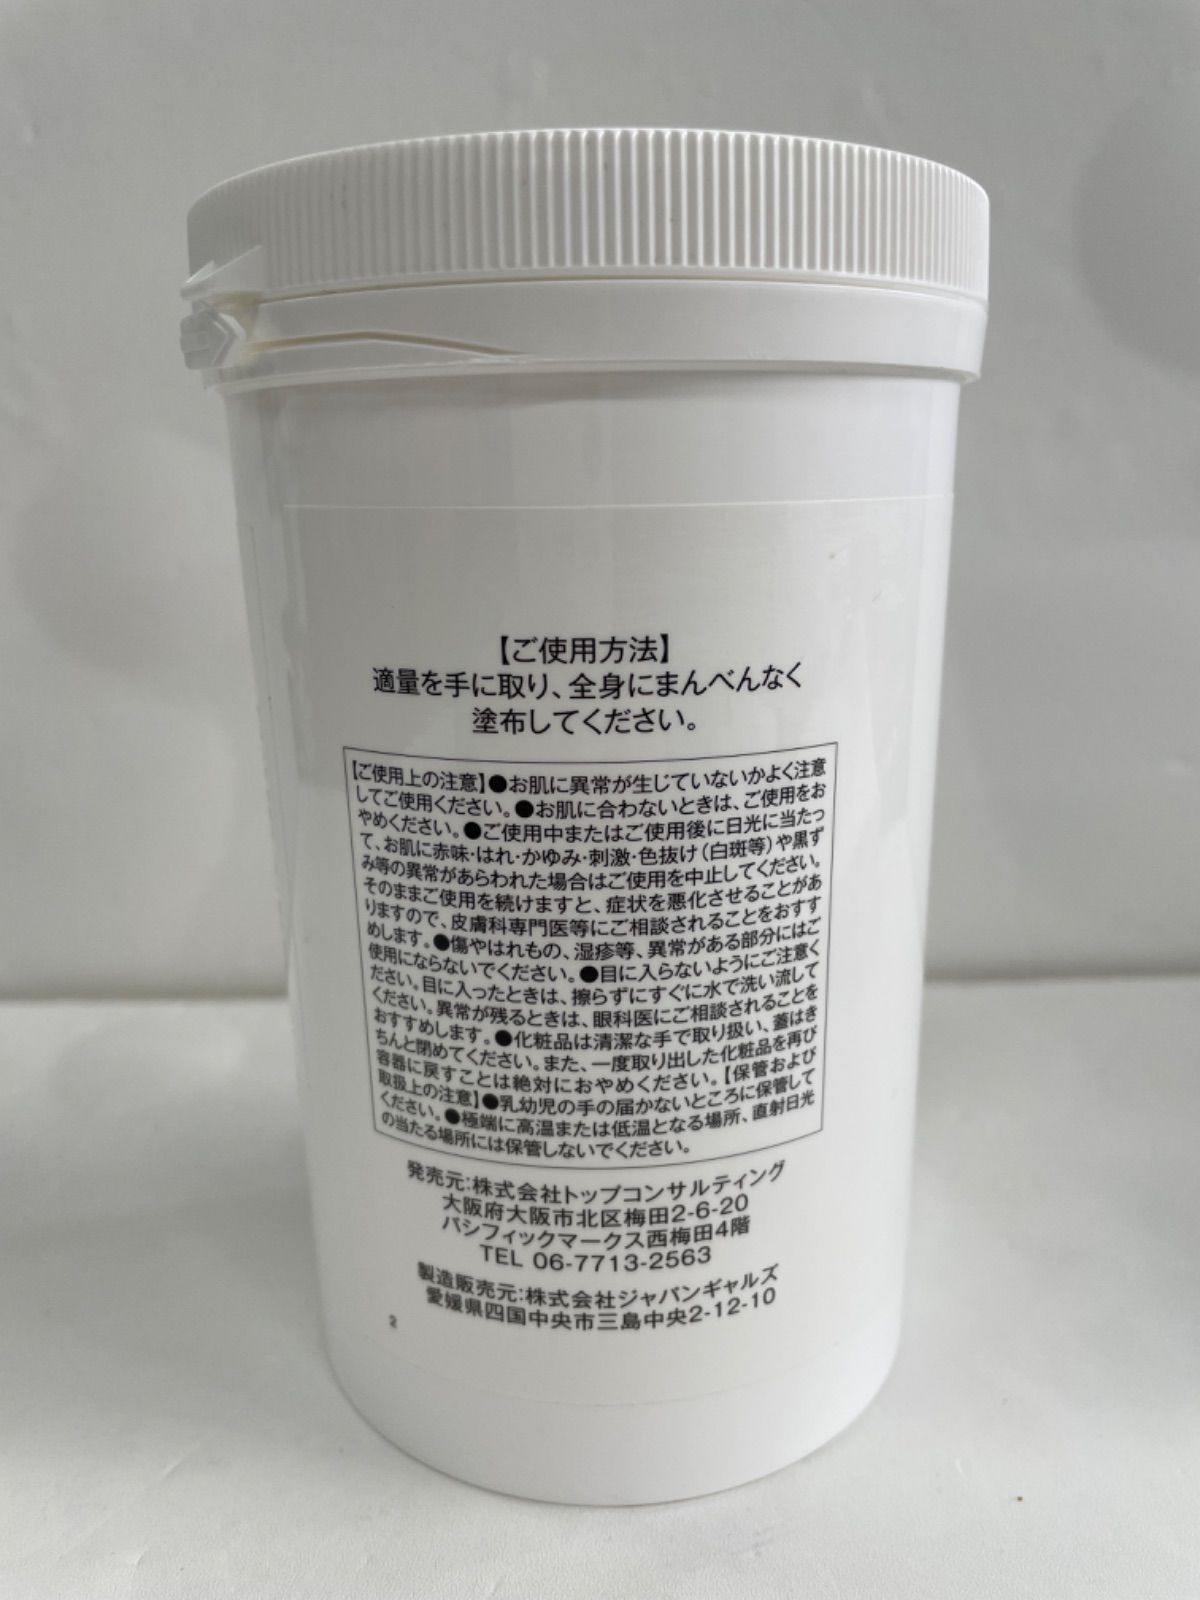 【ご使用方法】
適量を手に取り、全身にまんべんなく
塗布してください。
【ご使用上の注意】●お肌に異常が生じていないかよく注意
してご使用ください。●お肌に合わないときは、ご使用をお
やめください。●ご使用中またはご使用後に日光に当たっ
て、お肌に赤味・はれ・かゆみ・刺激・色抜け（白斑等）や黒ず
み等の異常があらわれた場合はご使用を中止してください。
そのままご使用を続けますと、症状を悪化させることがあ
りますので、皮膚科専門医等にご相談されることをおすす
めします。●傷やはれもの、湿疹等、異常がある部分にはご
使用にならないでください。●目に入らないようにご注意く
ださい。目に入ったときは、擦らずにすぐに水で洗い流して
ください。異常が残るときは、眼科医にご相談されることを
おすすめします。●化粧品は清潔な手で取り扱い、蓋はき
ちんと閉めてください。また、一度取り出した化粧品を再び
容器に戻すことは絶対におやめください。【保管および
取扱上の注意】●乳幼児の手の届かないところに保管して
ください。●極端に高温または低温となる場所、直射日光
の当たる場所には保管しないでください。
発売元:株式会社トップコンサルティング
大阪府大阪市北区梅田2-6-20
パシフィックマークス西梅田4階
TEL 06-7713-2563
製造販売元:株式会社ジャパンギャルズ
愛媛県四国中央市三島中央2-12-10
2